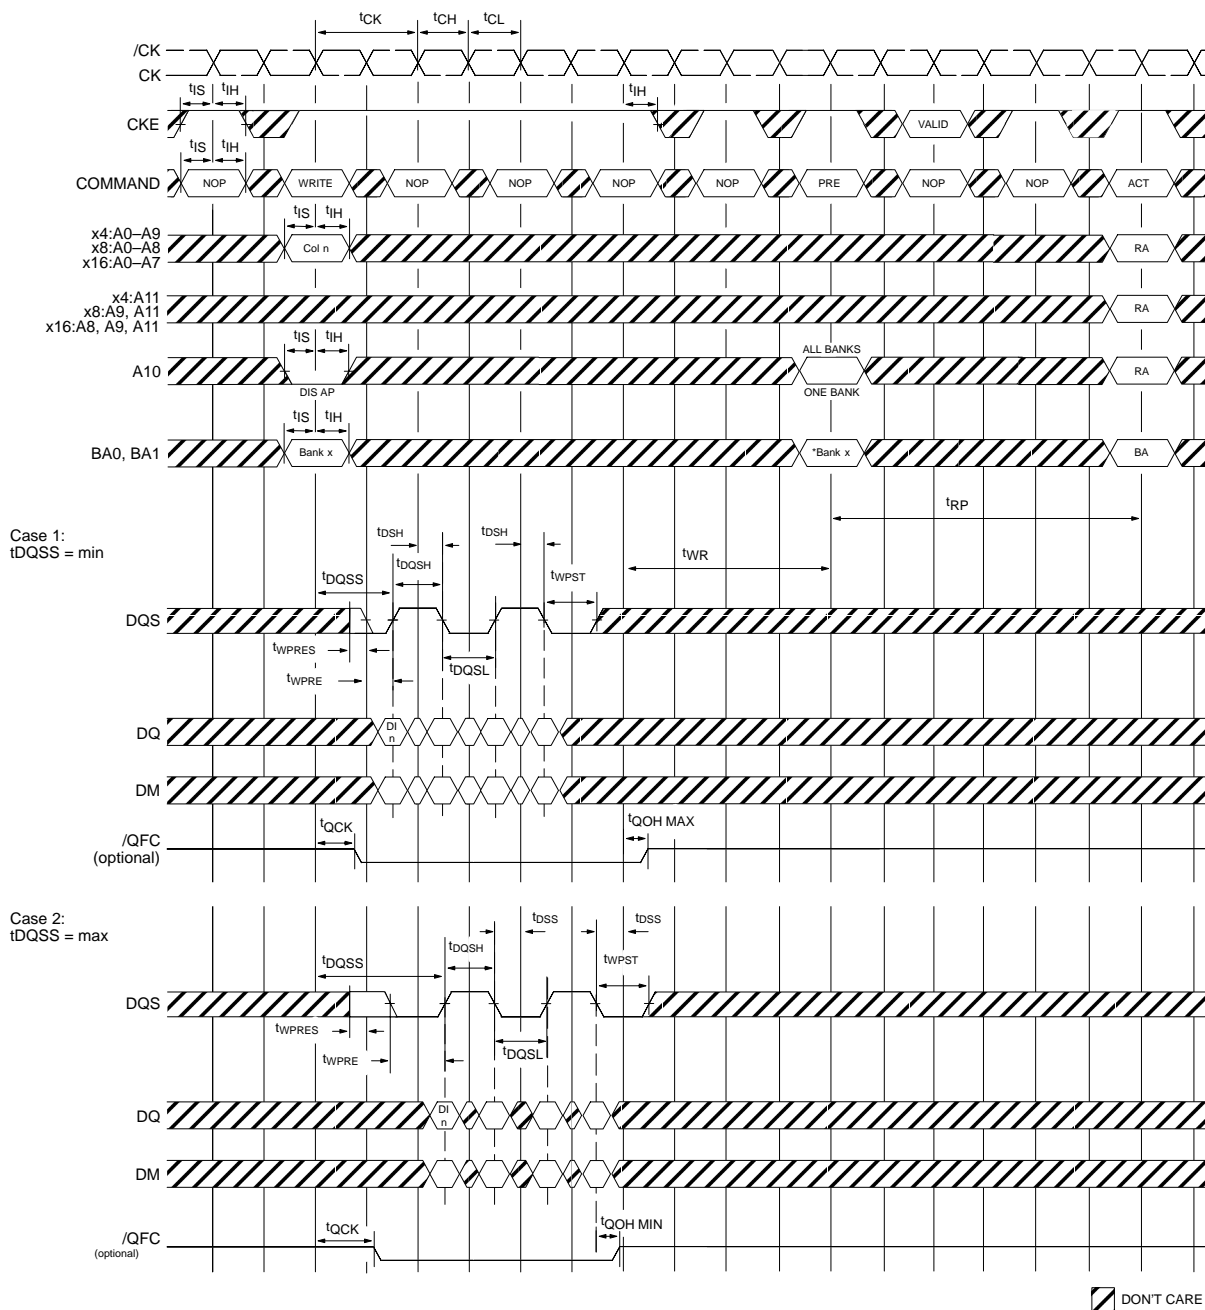 tCK tCH tCL
/CK
CK
tIS tIH tIH
CKE VALID
tIS tIH
COMMAND NOP WRITE NOP NOP NOP NOP PRE NOP NOP ACT
tIS tIH
x4:A0–A9
x8:A0–A8
x16:A0–A7
Col n RA
x4:A11
x8:A9, A11
x16:A8, A9, A11
RA
tIS tIH ALL BANKS
A10 RA
DIS AP ONE BANK
tIS tIH
BA0, BA1 Bank x *Bank x BA
tRP
Case 1:
tDQSS = min
tDSH tDSH
tDQSS tDQSH tWPST tWR
DQS
tWPRES tDQSL
tWPRE
DQ DI n
DM
tQCK tQOH MAX
/QFC
(optional)
Case 2:
tDQSS = max
tDSS tDSS
tDQSS tDQSH tWPST
DQS
tWPRES tDQSL
tWPRE
DQ DI n
DM
tQCK tQOH MIN
/QFC
(optional)
DON'T CARE